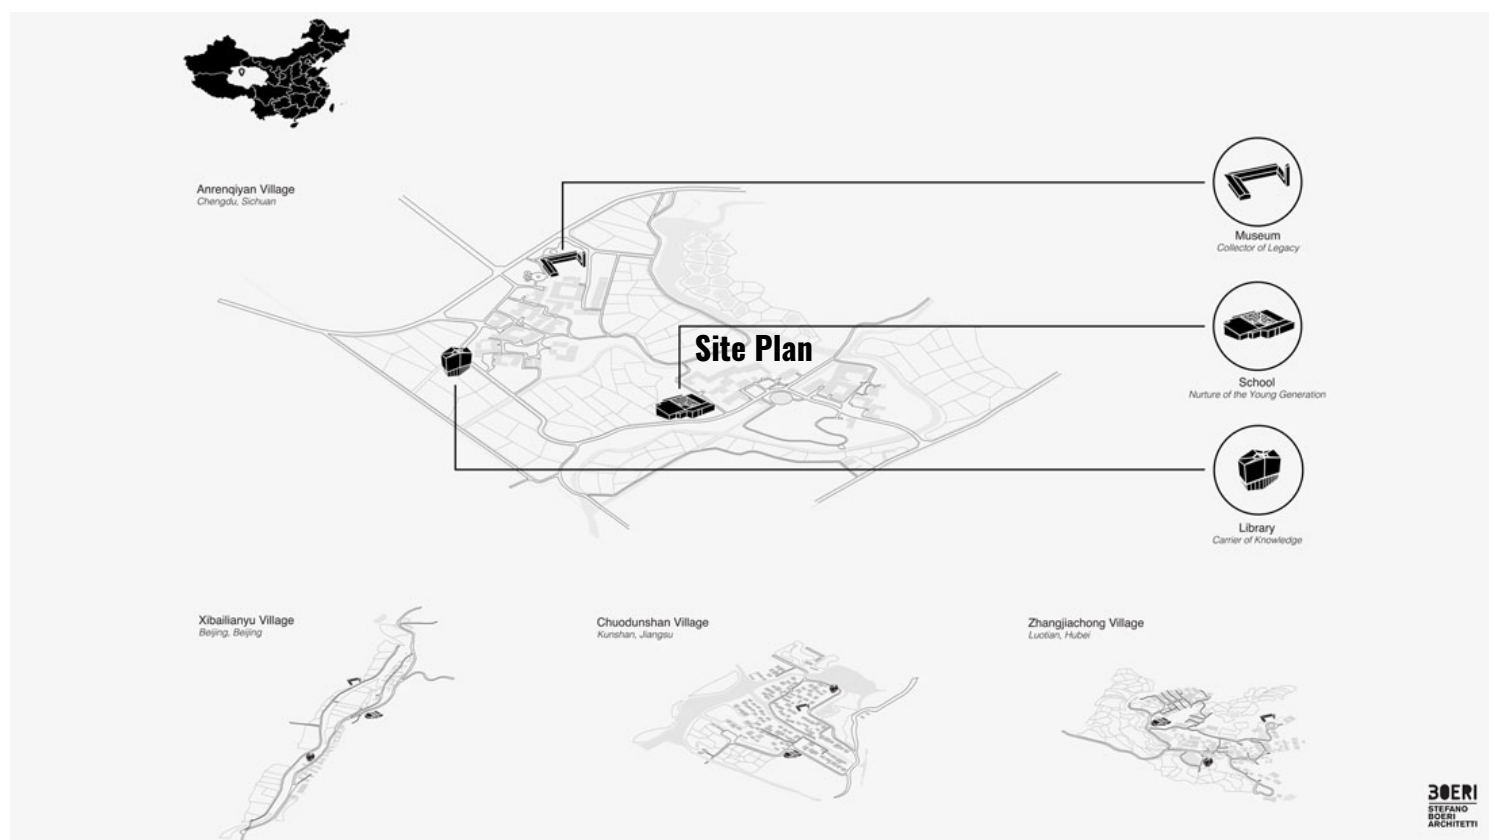 Anrenqiyan Village
Chengdu, Sichuan
Museum
Collector of Legacy
Site Plan
School
Nurture of the Young Generation
Library
Carrier of Knowledge
Xibailianyu Village
Beijing, Beijing
Chuodunshan Village
Kunshan, Jiangsu
Zhangjiachong Village
Luotian, Hubei
BOERI
STEFANO
BOERI
ARCHITETTI